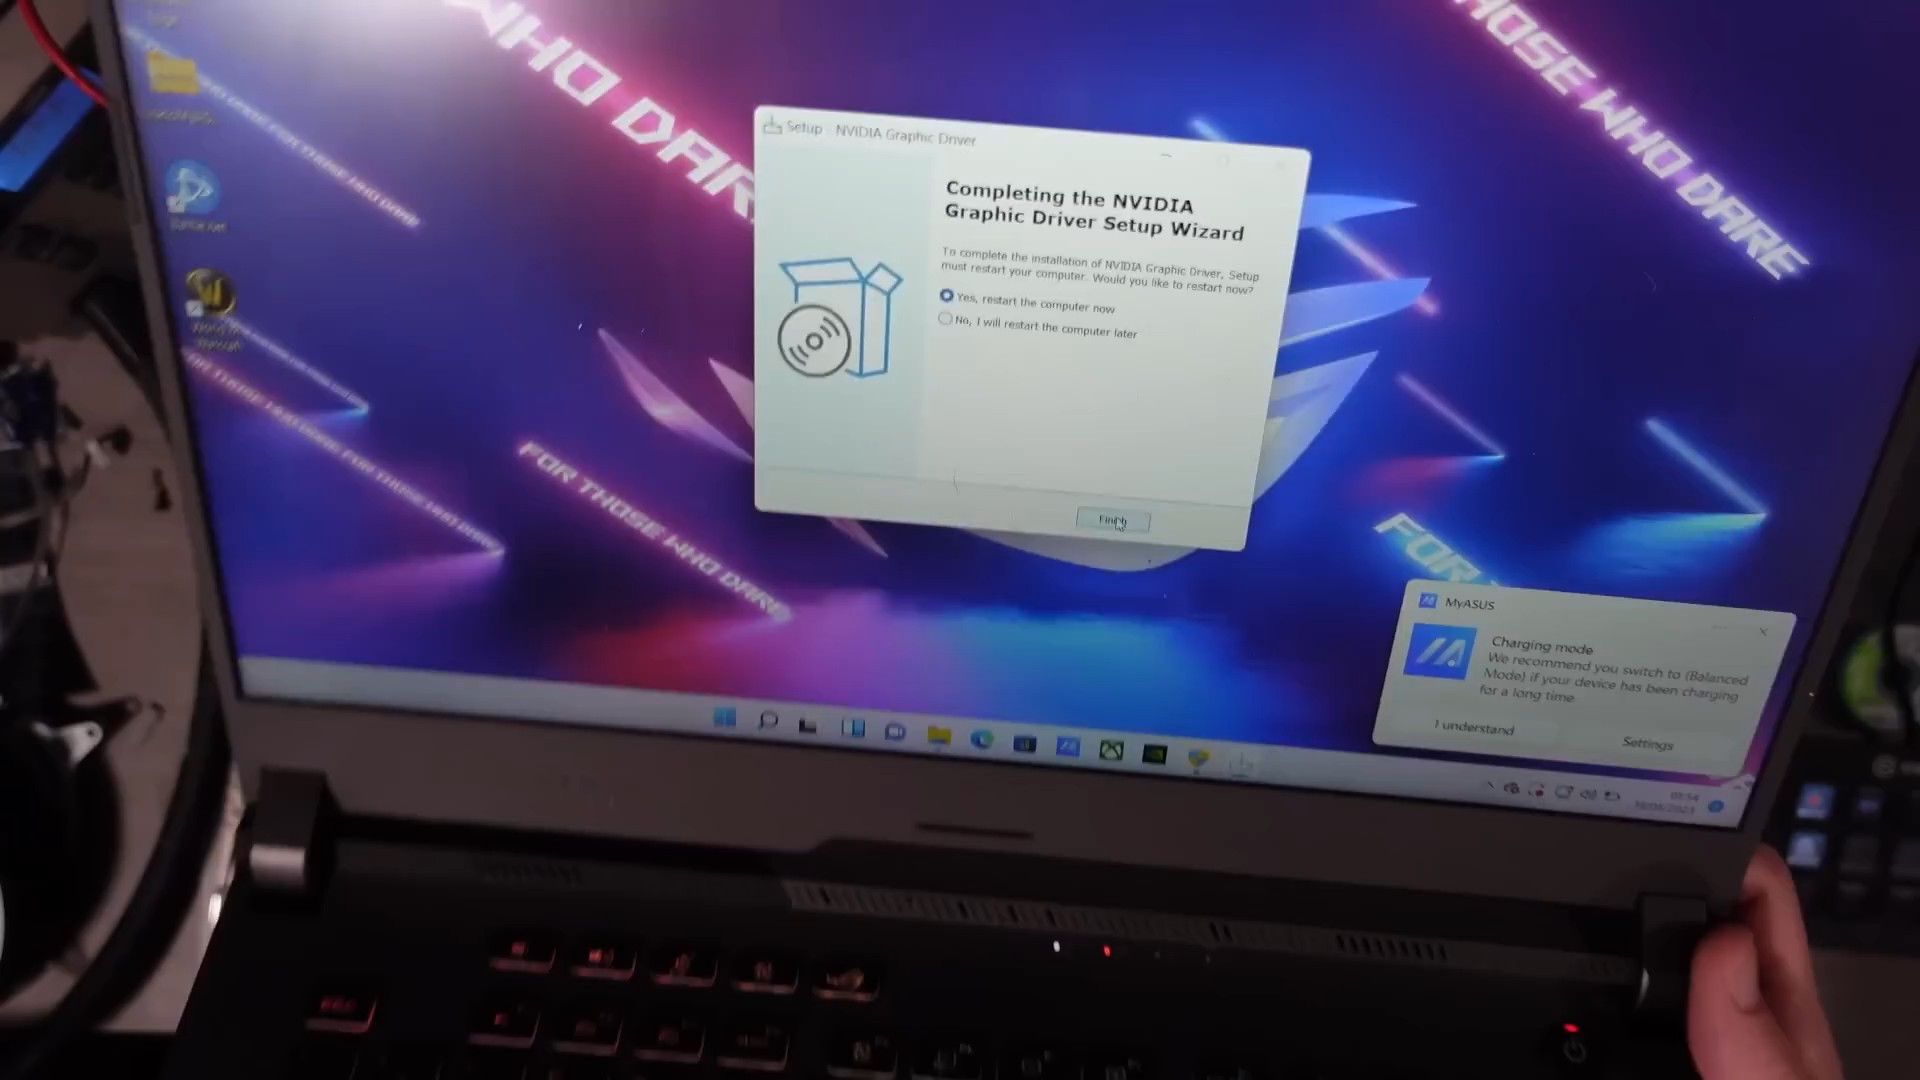 WHO DAR
THOSE WHO DARE
Setup - NVIDIA Graphic Driver
Completing the NVIDIA
Graphic Driver Setup Wizard
To complete the installation of NVIDIA Graphic Driver, Setup
must restart your computer. Would you like to restart now?
Yes, restart the computer now
No, I will restart the computer later
Finish
FOR THOSE WHO DARE
FOR
MyASUS
Charging mode
We recommend you switch to (Balanced
Mode) if your device has been charging
for a long time
I understand
Settings